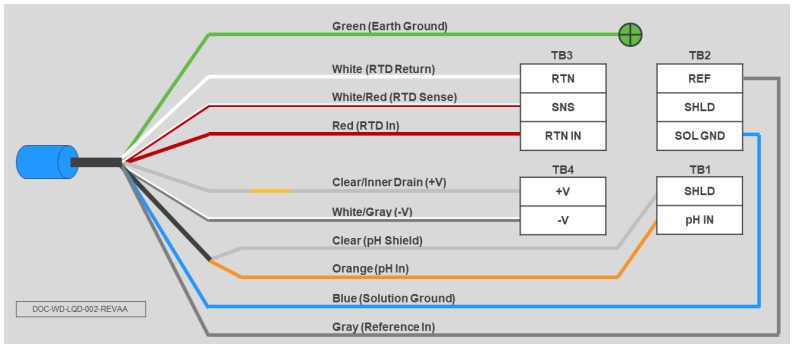 Green (Earth Ground)
TB3
TB2
White (RTD Return)
RTN
REF
White/Red (RTD Sense)
SNS
SHLD
Red (RTD In)
RTN IN
SOL GND
TB4
TB1
Clear/Inner Drain (+V)
+V
SHLD
White/Gray (-V)
-V
pH IN
Clear (pH Shield)
Orange (pH In)
Blue (Solution Ground)
DOC-WD-LQD-002-REVAA
Gray (Reference In)